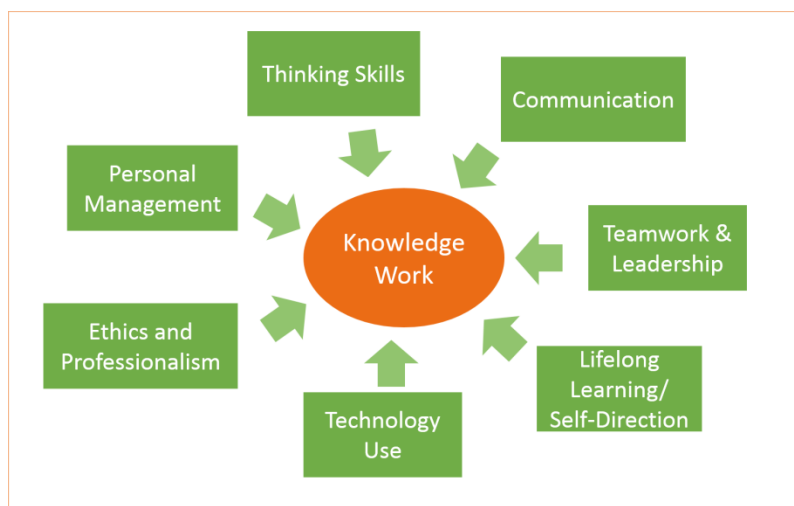 Thinking Skills
Communication
Personal
Management
Knowledge
Work
Teamwork &
Leadership
Ethics and
Professionalism
Lifelong
Learning/
Self-Direction
Technology
Use